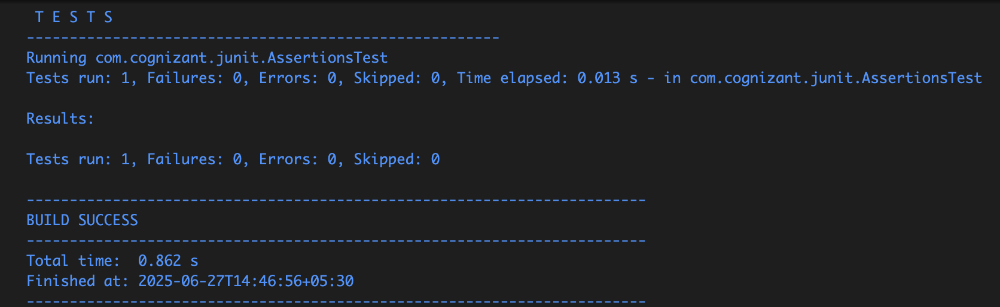 T E S T S
-------------------------------------------------------
Running com.cognizant.junit.AssertionsTest
Tests run: 1, Failures: 0, Errors: 0, Skipped: 0, Time elapsed: 0.013 s - in com.cognizant.junit.AssertionsTest
Results:
Tests run: 1, Failures: 0, Errors: 0, Skipped: 0
------------------------------------------------------------------------
BUILD SUCCESS
------------------------------------------------------------------------
Total time:  0.862 s
Finished at: 2025-06-27T14:46:56+05:30
------------------------------------------------------------------------